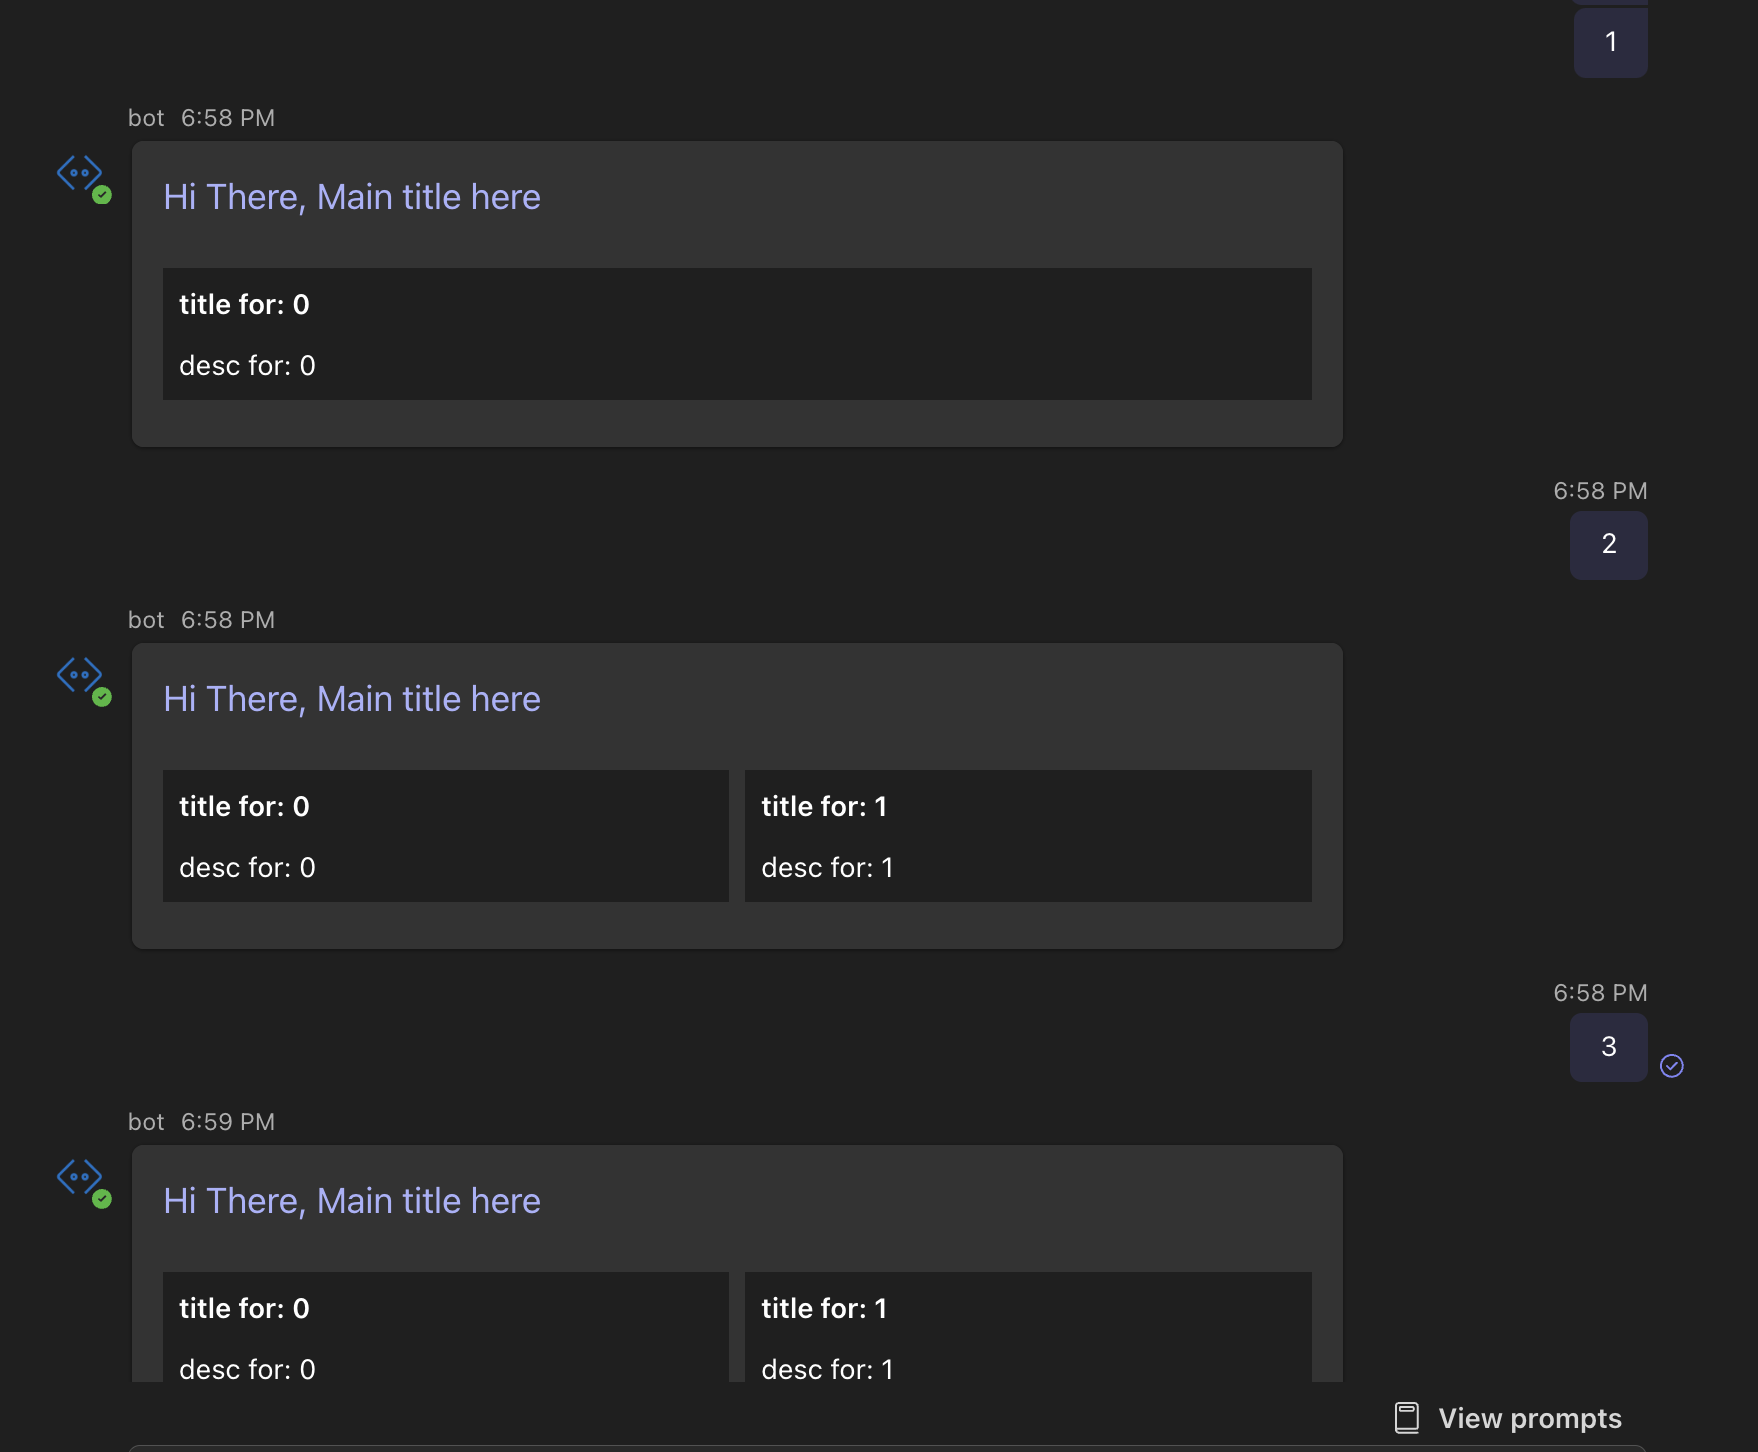 1
bot 6:58 PM
Hi There, Main title here
title for: 0
desc for: 0
6:58 PM
2
bot 6:58 PM
Hi There, Main title here
title for: 0
desc for: 0
title for: 1
desc for: 1
6:58 PM
3
bot 6:59 PM
Hi There, Main title here
title for: 0
desc for: 0
title for: 1
desc for: 1
View prompts